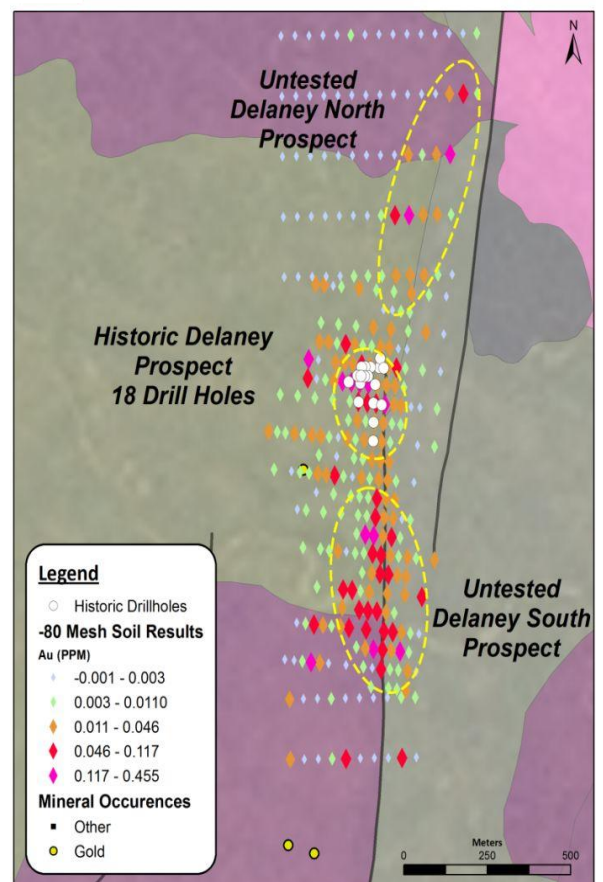 N
Untested
Delaney North
Prospect
Historic Delaney
Prospect
18 Drill Holes
Untested
Delaney South
Prospect
Legend
Historic Drillholes
-80 Mesh Soil Results
Au (PPM)
-0.001 - 0.003
0.003 - 0.0110
0.011 - 0.046
0.046 - 0.117
0.117 - 0.455
Mineral Occurences
Other
Gold
Meters
0 250 500